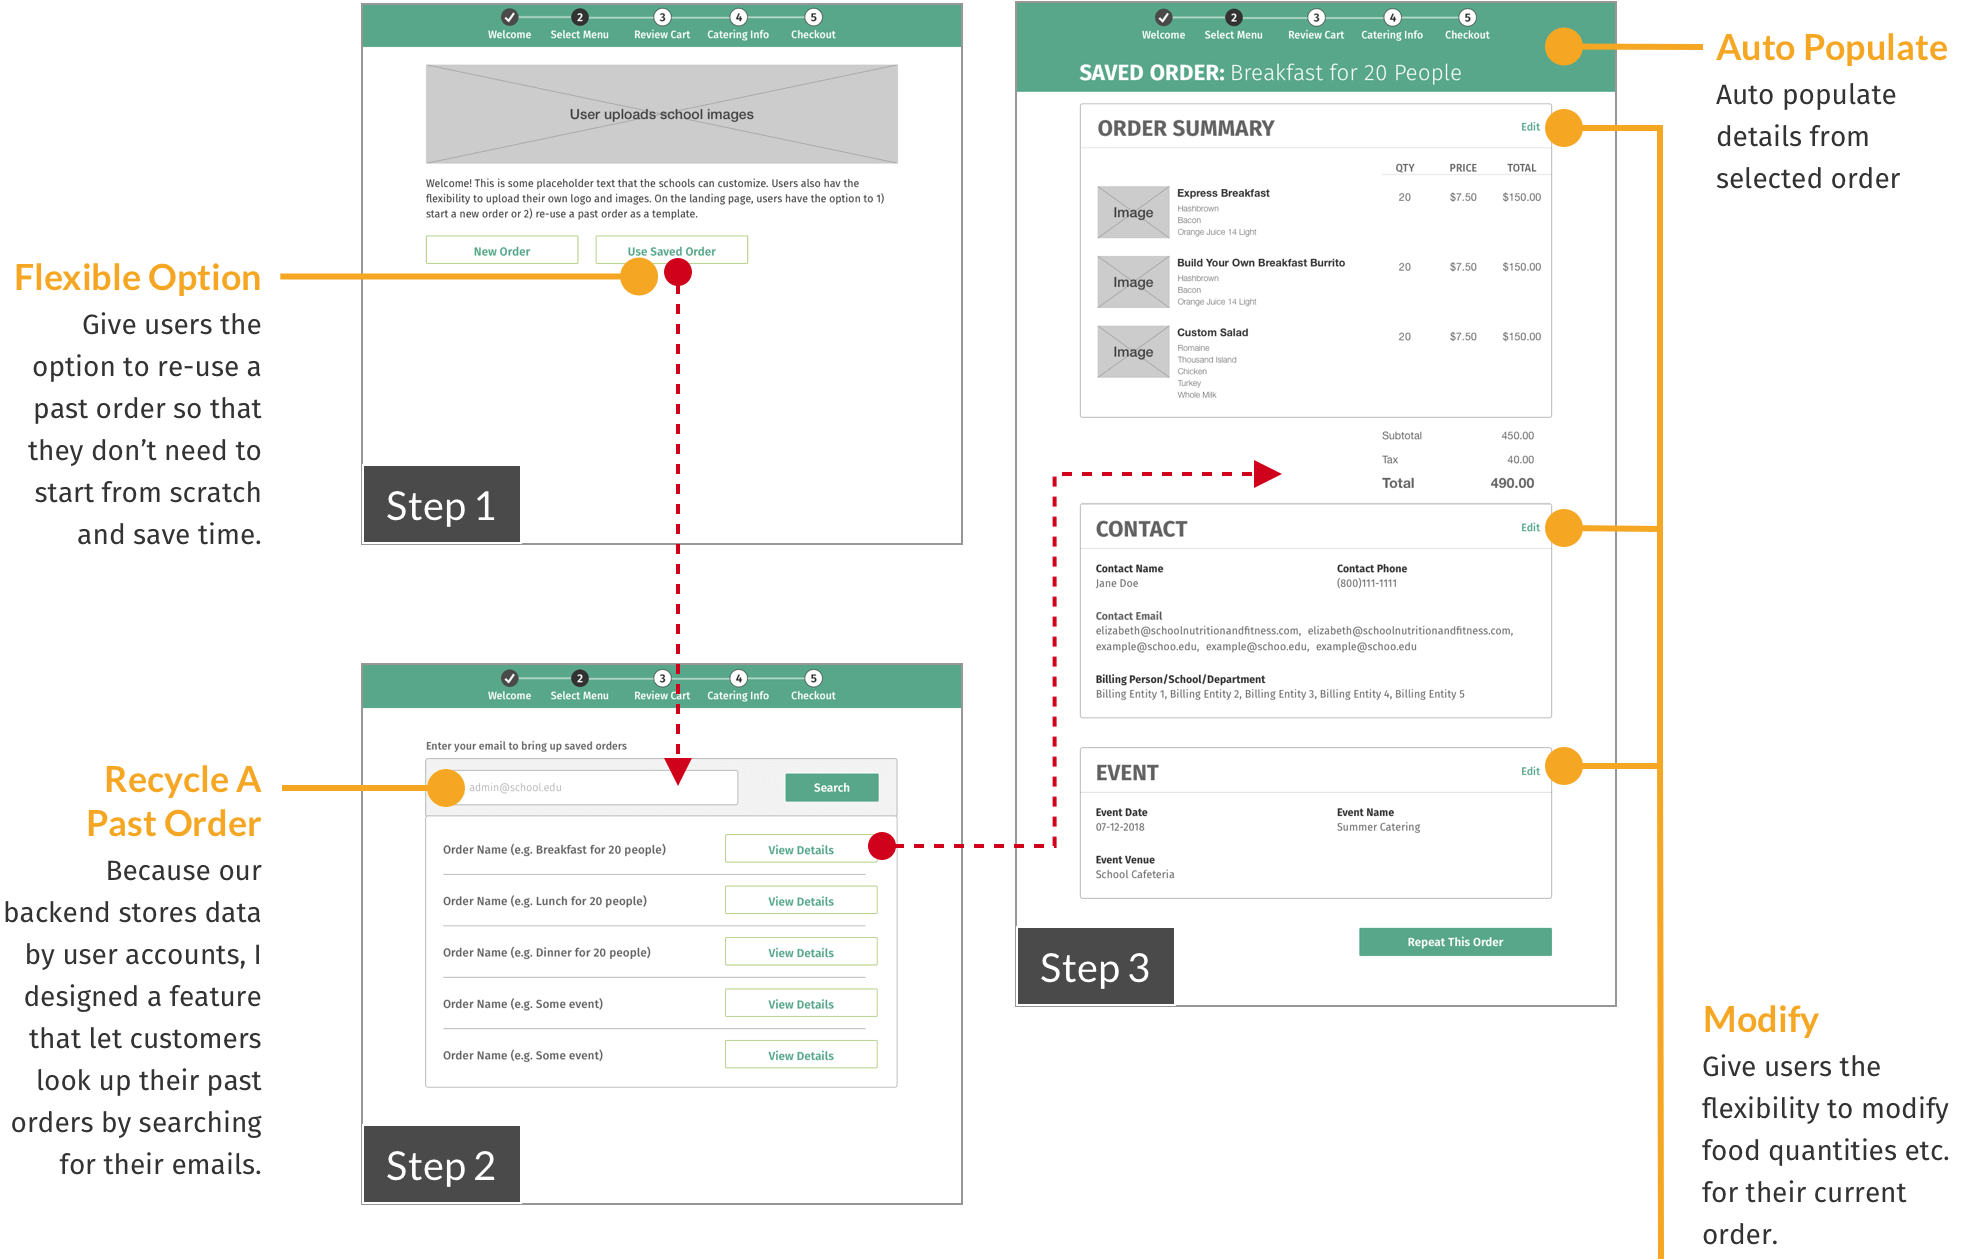 2 3 4 5
Welcome Select Menu Review Cart Catering Info Checkout
User uploads school images
Welcome! This is some placeholder text that the schools can customize. Users also hav the
flexibility to upload their own logo and images. On the landing page, users have the option to 1)
start a new order or 2) re-use a past order as a template.
New Order Use Saved Order
Step 1
Flexible Option
Give users the
option to re-use a
past order so that
they don’t need to
start from scratch
and save time.
2 3 4 5
Welcome Select Menu Review Cart Catering Info Checkout
Enter your email to bring up saved orders
admin@school.edu Search
Order Name (e.g. Breakfast for 20 people) View Details
Order Name (e.g. Lunch for 20 people) View Details
Order Name (e.g. Dinner for 20 people) View Details
Order Name (e.g. Some event) View Details
Order Name (e.g. Some event) View Details
Step 2
Recycle A
Past Order
Because our
backend stores data
by user accounts, I
designed a feature
that let customers
look up their past
orders by searching
for their emails.
2 3 4 5
Welcome Select Menu Review Cart Catering Info Checkout
SAVED ORDER: Breakfast for 20 People
ORDER SUMMARY Edit
QTY PRICE TOTAL
Image
Express Breakfast 20 $7.50 $150.00
Hashbrown
Bacon
Orange Juice 14 Light
Image
Build Your Own Breakfast Burrito 20 $7.50 $150.00
Hashbrown
Bacon
Orange Juice 14 Light
Image
Custom Salad 20 $7.50 $150.00
Romaine
Thousand Island
Chicken
Turkey
Whole Milk
Subtotal 450.00
Tax 40.00
Total 490.00
CONTACT Edit
Contact Name Contact Phone
Jane Doe (800)111-1111
Contact Email
elizabeth@schoolnutritionandfitness.com, elizabeth@schoolnutritionandfitness.com,
example@schoo.edu, example@schoo.edu, example@schoo.edu
Billing Person/School/Department
Billing Entity 1, Billing Entity 2, Billing Entity 3, Billing Entity 4, Billing Entity 5
EVENT Edit
Event Date Event Name
07-12-2018 Summer Catering
Event Venue
School Cafeteria
Repeat This Order
Step 3
Auto Populate
Auto populate
details from
selected order
Modify
Give users the
flexibility to modify
food quantities etc.
for their current
order.